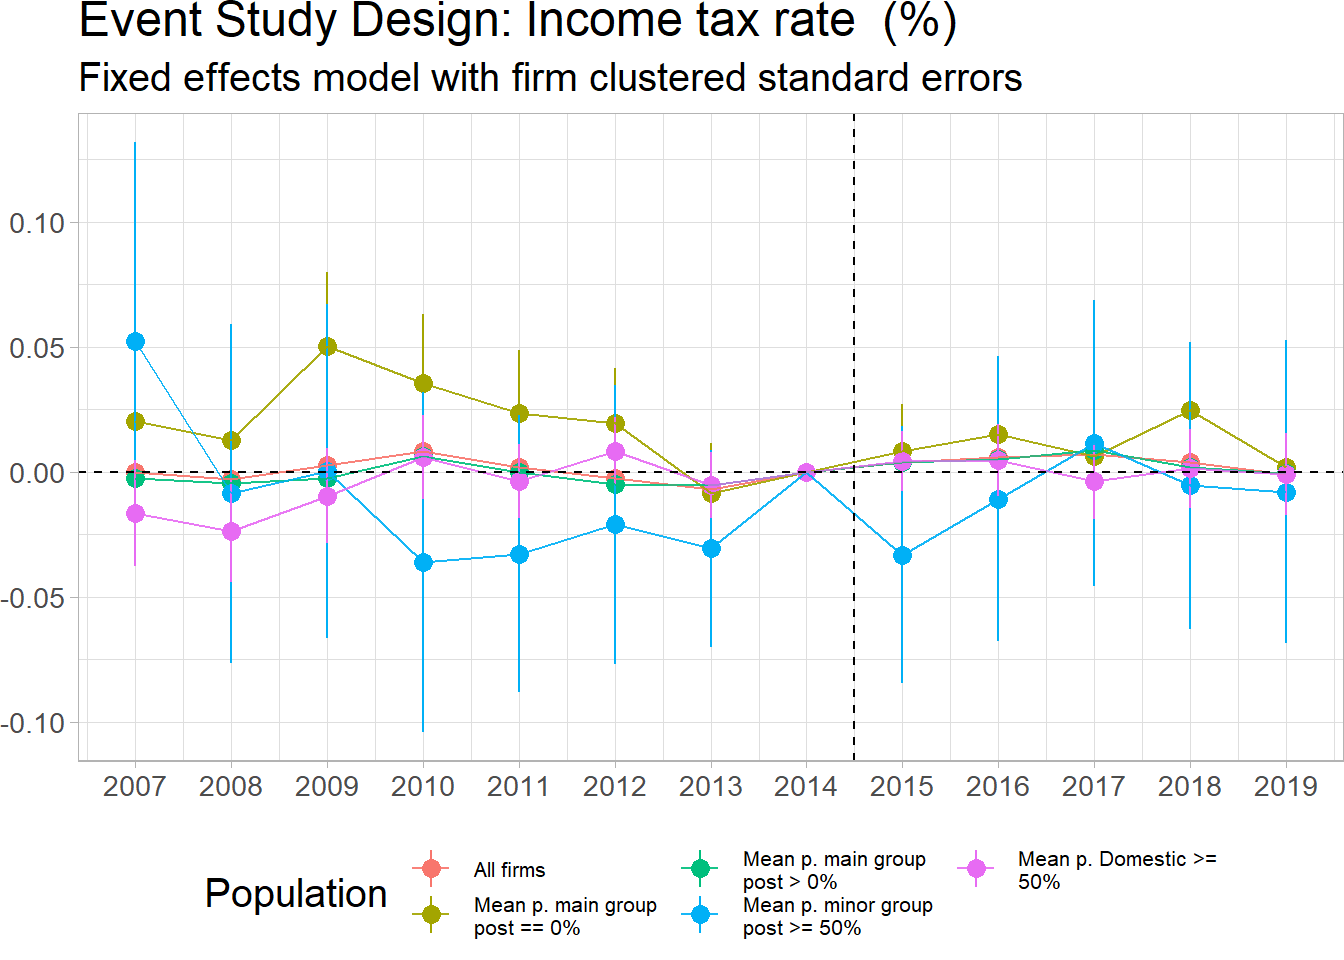 Event Study Design: Income tax rate  (%)
Fixed effects model with firm clustered standard errors
0.10
0.05
0.00
-0.05
-0.10
2007 2008 2009 2010 2011 2012 2013 2014 2015 2016 2017 2018 2019
Population
All firms
Mean p. main group
post == 0%
Mean p. main group
post > 0%
Mean p. minor group
post >= 50%
Mean p. Domestic >=
50%